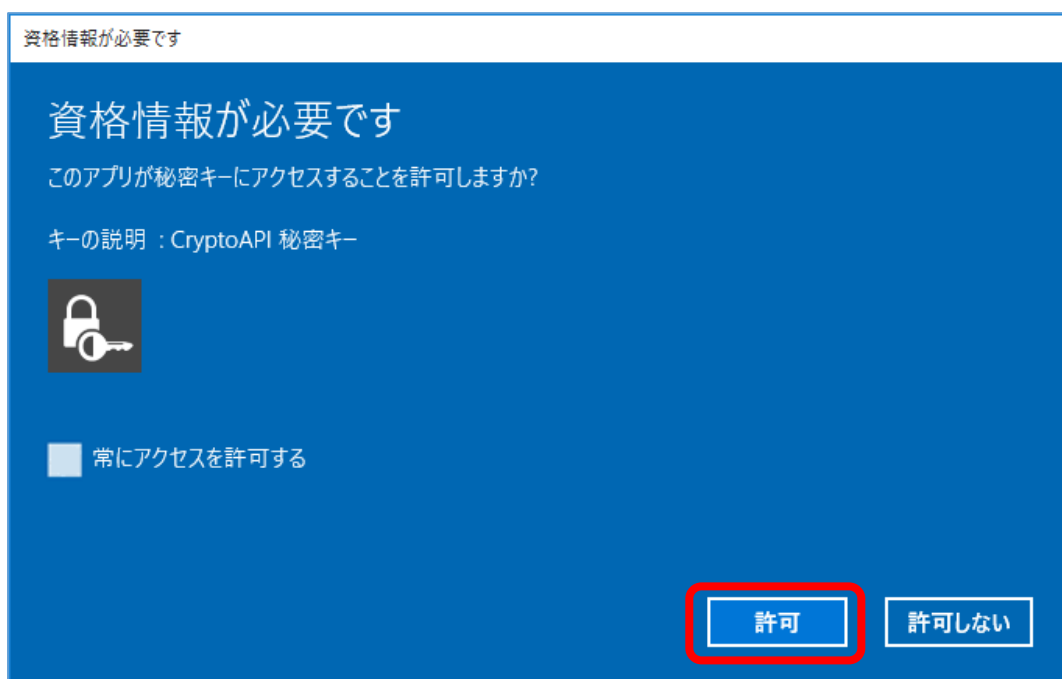 資格情報が必要です
資格情報が必要です
このアプリが秘密キーにアクセスすることを許可しますか?
キーの説明 : CryptoAPI 秘密キー
常にアクセスを許可する
許可 許可しない